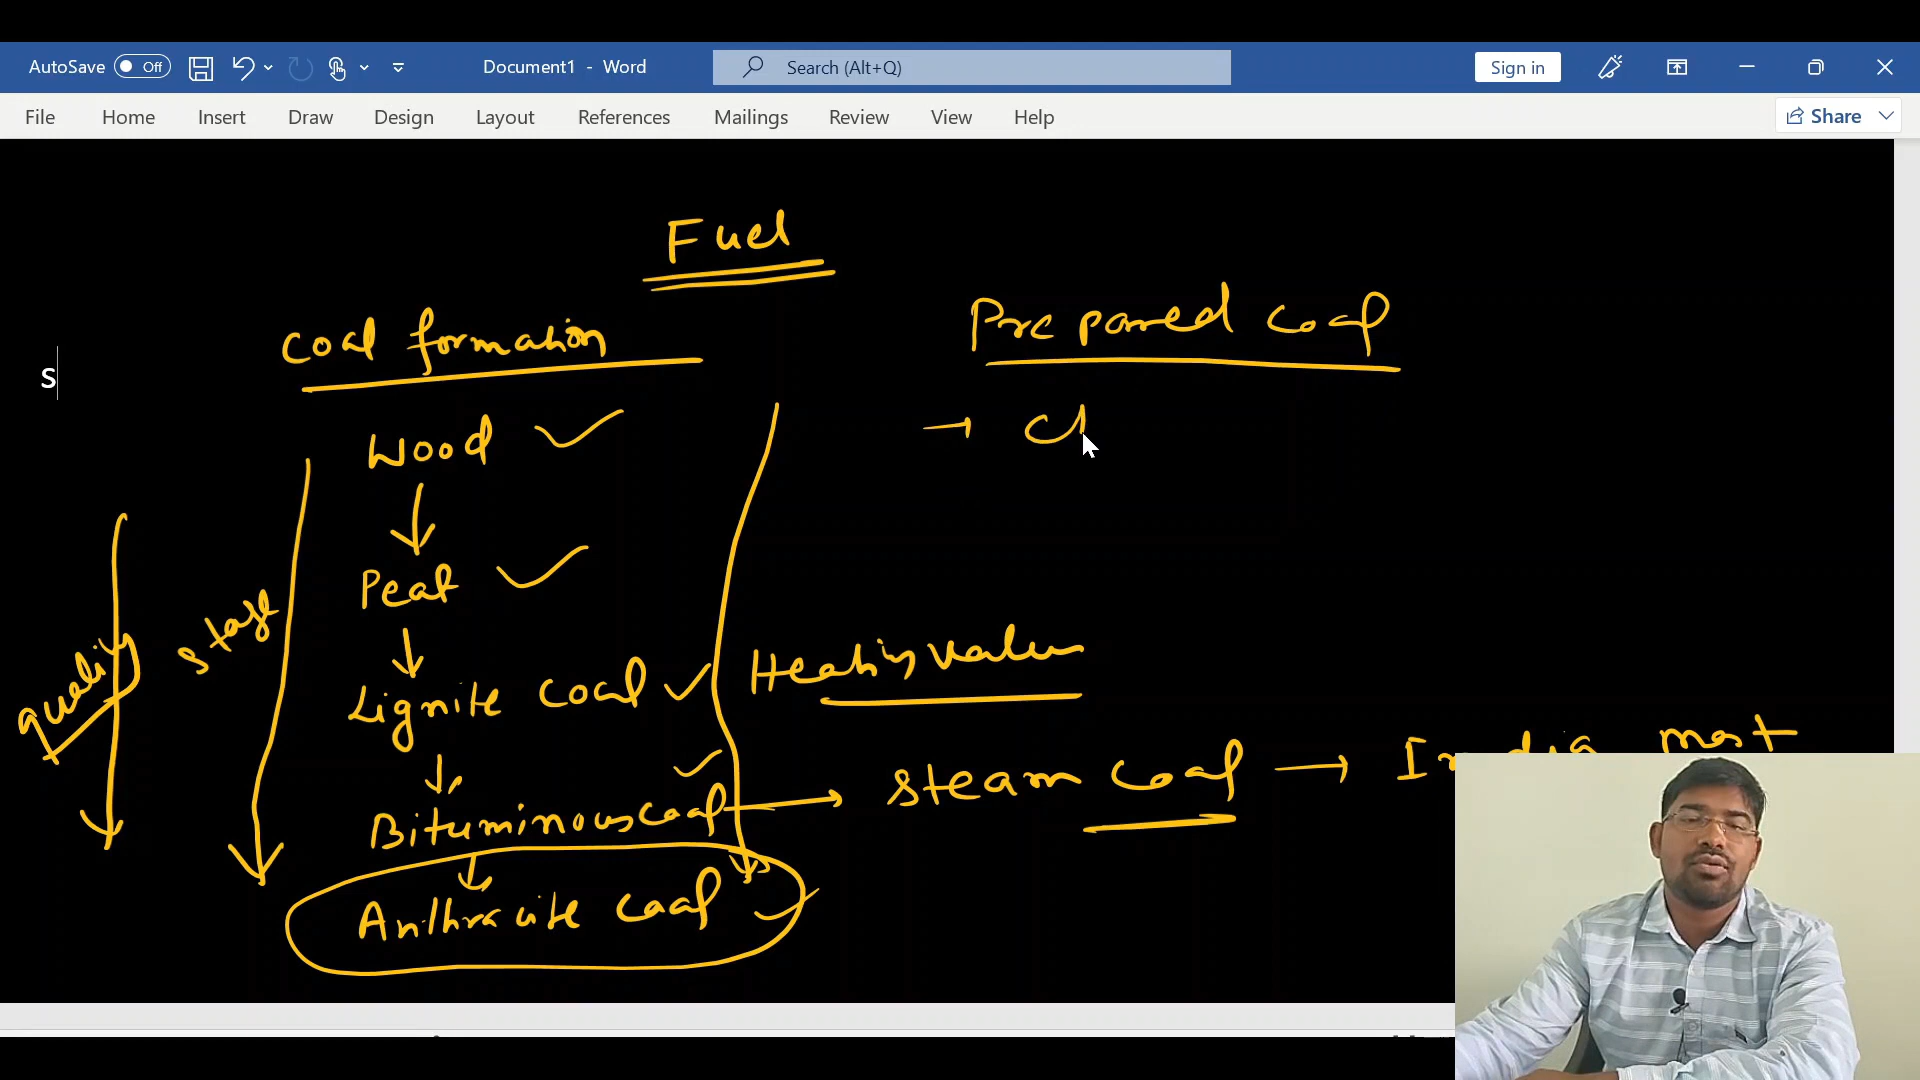 AutoSave Off Document1 - Word Search (Alt+Q) Sign in
File Home Insert Draw Design Layout References Mailings Review View Help Share
Fuel
Coal formation
Prepared coal
S
Wood
Peat
stage
quality
Lignite coal
Heating value
Bituminous coal
steam coal
most
Anthracite coal